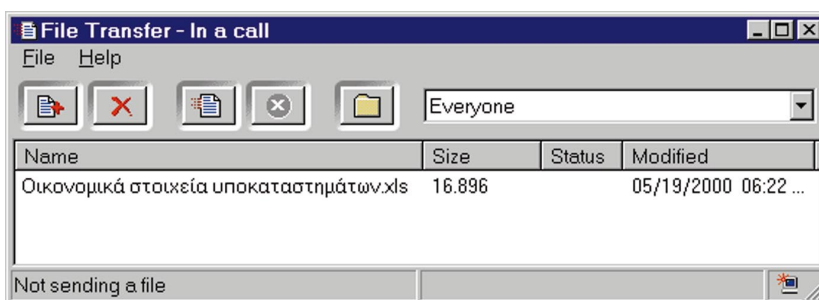 File Transfer - In a call
File Help
Everyone
Name Size Status Modified
Οικονομικά στοιχεία υποκαταστημάτων.xls 16.896 05/19/2000 06:22 ...
Not sending a file